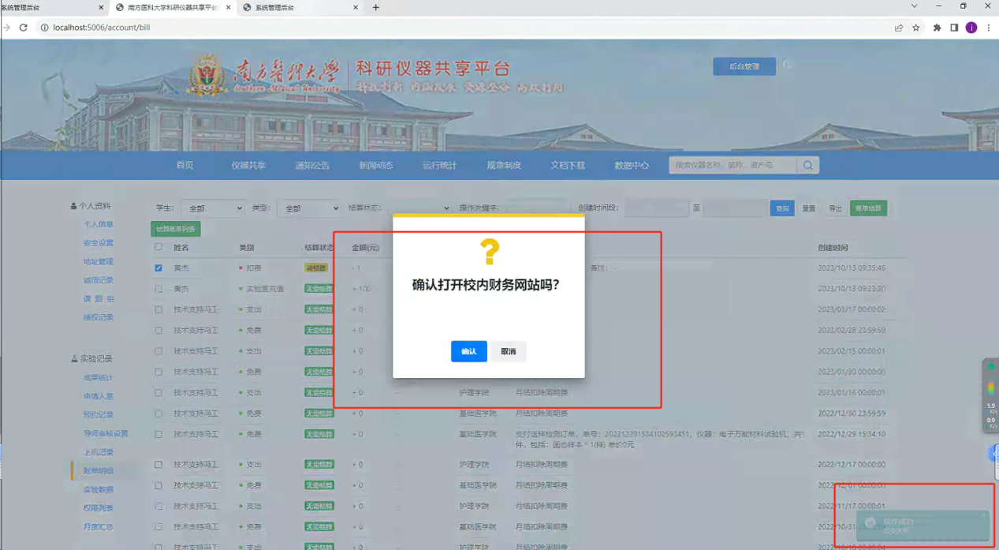 系统管理后台
南方医科大学科研仪器共享平台
系统管理后台
localhost:5006/account/bill
南方醫科大學
Southern Medical University
科研仪器共享平台
后台管理
首页 仪器共享 通知公告 新闻动态 运行统计 规章制度 文档下载 数据中心 搜索仪器名称、简称、资产号
个人资料
个人信息
安全设置
地址管理
诚信记录
课 题 组
授权记录
实验记录
成果统计
申请入室
预约记录
导师审核设置
上机记录
账单明细
实验数据
权限列表
月度汇总
学生: 全部 类型: 全部 结算状态: 操作关键字: 创建时间段: 至 查询 重置 导出 账单结算
结算账单列表
姓名 类别 结算状态 金额(元) 创建时间
黄杰 扣费 - 1 备注: - 2023/10/13 09:35:46
黄杰 实验室充值 无需结算 + 100 2023/10/13 09:23:30
技术支持冯工 支出 无需结算 + 0 2023/03/17 00:00:02
技术支持冯工 免费 无需结算 + 0 2023/02/28 23:59:59
技术支持冯工 支出 无需结算 + 0 2023/02/15 00:00:01
技术支持冯工 免费 无需结算 + 0 2023/01/30 00:00:00
技术支持冯工 支出 无需结算 + 0 -- 护理学院 月结扣除周期费 2023/01/16 00:00:01
技术支持冯工 免费 无需结算 + 0 -- 基础医学院 月结扣除周期费 2022/12/30 23:59:59
技术支持冯工 免费 无需结算 + 0 -- 基础医学院 支付送样检测订单，单号：202212291534102593451，仪器：电子万能材料试验机，共 2022/12/29 15:34:10
件，包括：固态样本 * 1(样) 单价0元
技术支持冯工 支出 无需结算 + 0 -- 护理学院 月结扣除周期费 2022/12/17 00:00:00
技术支持冯工 免费 无需结算 + 0 -- 基础医学院 月结扣除周期费 2022/12/01 00:00:00
技术支持冯工 支出 无需结算 + 0 -- 护理学院 月结扣除周期费 2022/11/17 00:00:01
技术支持冯工 免费 无需结算 + 0 -- 基础医学院 月结扣除周期费 2022/10/31
技术支持冯工 支出 无需结算 + 0 -- 护理学院 月结扣除周期费
?
确认打开校内财务网站吗?
确认 取消
操作成功
5.9
K/s
0.9
K/s